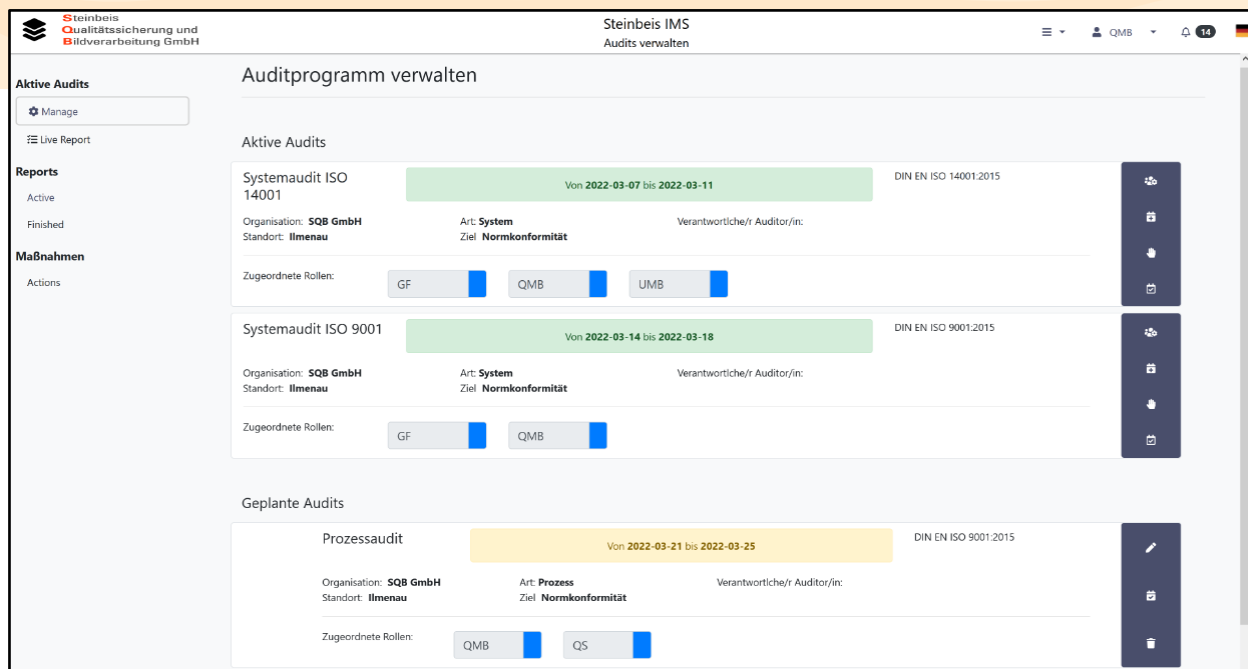 Steinbeis
Qualitätssicherung und
Bildverarbeitung GmbH
Steinbeis IMS
Audits verwalten
QMB
14
Aktive Audits
Manage
Live Report
Reports
Active
Finished
Maßnahmen
Actions
Auditprogramm verwalten
Aktive Audits
Systemaudit ISO
14001
Von 2022-03-07 bis 2022-03-11
DIN EN ISO 14001:2015
Organisation: SQB GmbH
Standort: Ilmenau
Art: System
Ziel Normkonformität
Verantwortliche/r Auditor/in:
Zugeordnete Rollen:
GF
QMB
UMB
Systemaudit ISO 9001
Von 2022-03-14 bis 2022-03-18
DIN EN ISO 9001:2015
Organisation: SQB GmbH
Standort: Ilmenau
Art: System
Ziel Normkonformität
Verantwortliche/r Auditor/in:
Zugeordnete Rollen:
GF
QMB
Geplante Audits
Prozessaudit
Von 2022-03-21 bis 2022-03-25
DIN EN ISO 9001:2015
Organisation: SQB GmbH
Standort: Ilmenau
Art: Prozess
Ziel Normkonformität
Verantwortliche/r Auditor/in:
Zugeordnete Rollen:
QMB
QS